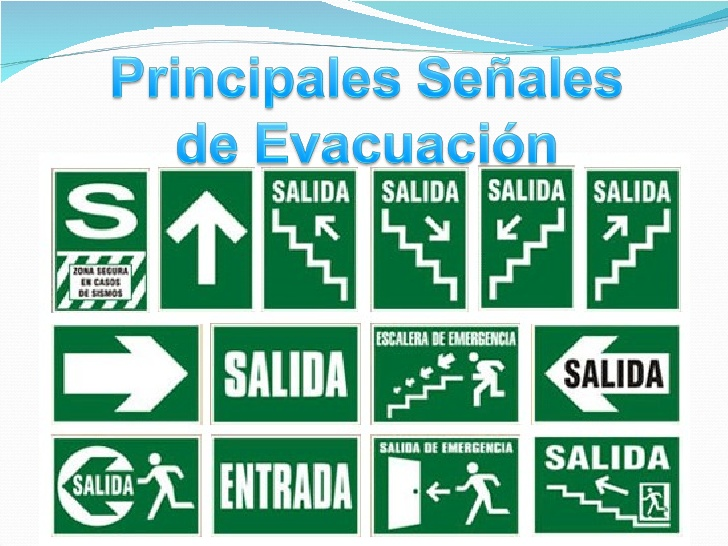 Principales Señales
de Evacuación
S
ZONA SEGURA
EN CASOS
DE SISMOS
SALIDA
SALIDA
SALIDA
SALIDA
SALIDA
ESCALERA DE EMERGENCIA
SALIDA
SALIDA
ENTRADA
SALIDA DE EMERGENCIA
SALIDA